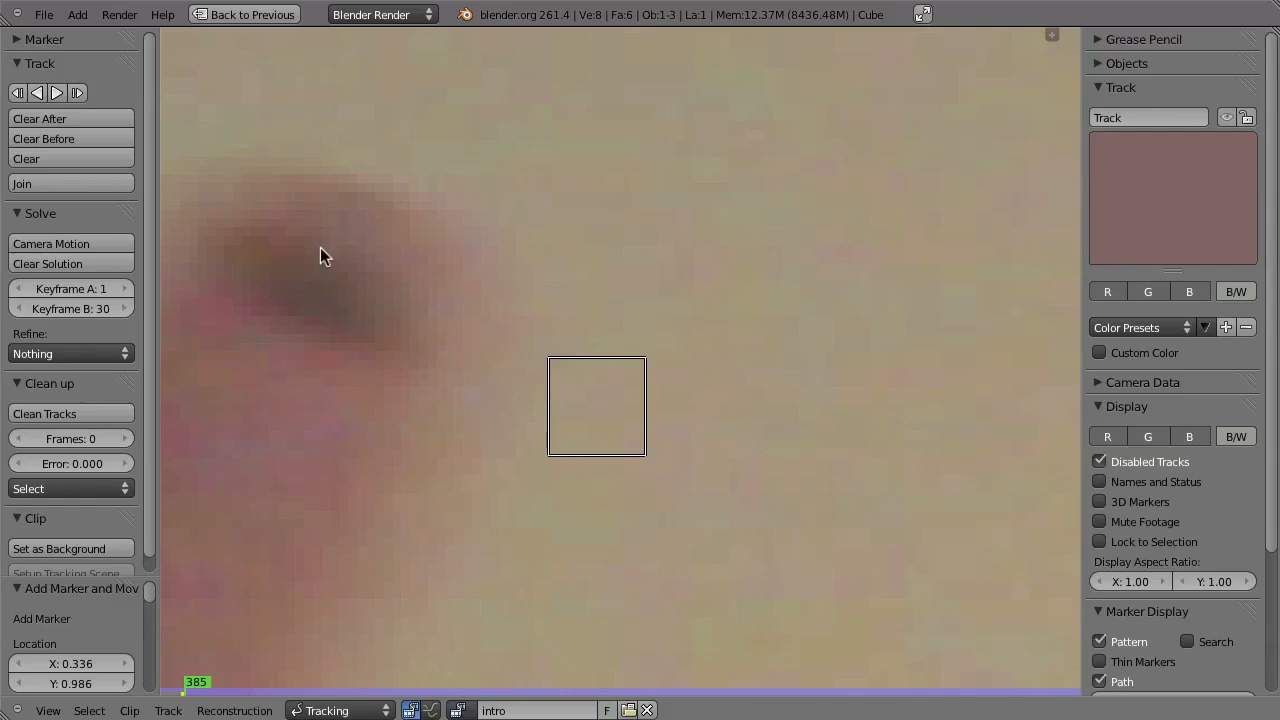 File Add Render Help Back to Previous Blender Render blender.org 261.4 | Ve:8 | Fa:6 | Ob:1-3 | La:1 | Mem:12.37M (8436.48M) | Cube
Marker
Track
Clear After
Clear Before
Clear
Join
Solve
Camera Motion
Clear Solution
Keyframe A: 1
Keyframe B: 30
Refine:
Nothing
Clean up
Clean Tracks
Frames: 0
Error: 0.000
Select
Clip
Set as Background
Setup Tracking Scene
Add Marker and Mov
Add Marker
Location
X: 0.336
Y: 0.986
385
Grease Pencil
Objects
Track
Track
R G B B/W
Color Presets
Custom Color
Camera Data
Display
R G B B/W
Disabled Tracks
Names and Status
3D Markers
Mute Footage
Lock to Selection
Display Aspect Ratio:
X: 1.00 Y: 1.00
Marker Display
Pattern Search
Thin Markers
Path
View Select Clip Track Reconstruction Tracking intro F